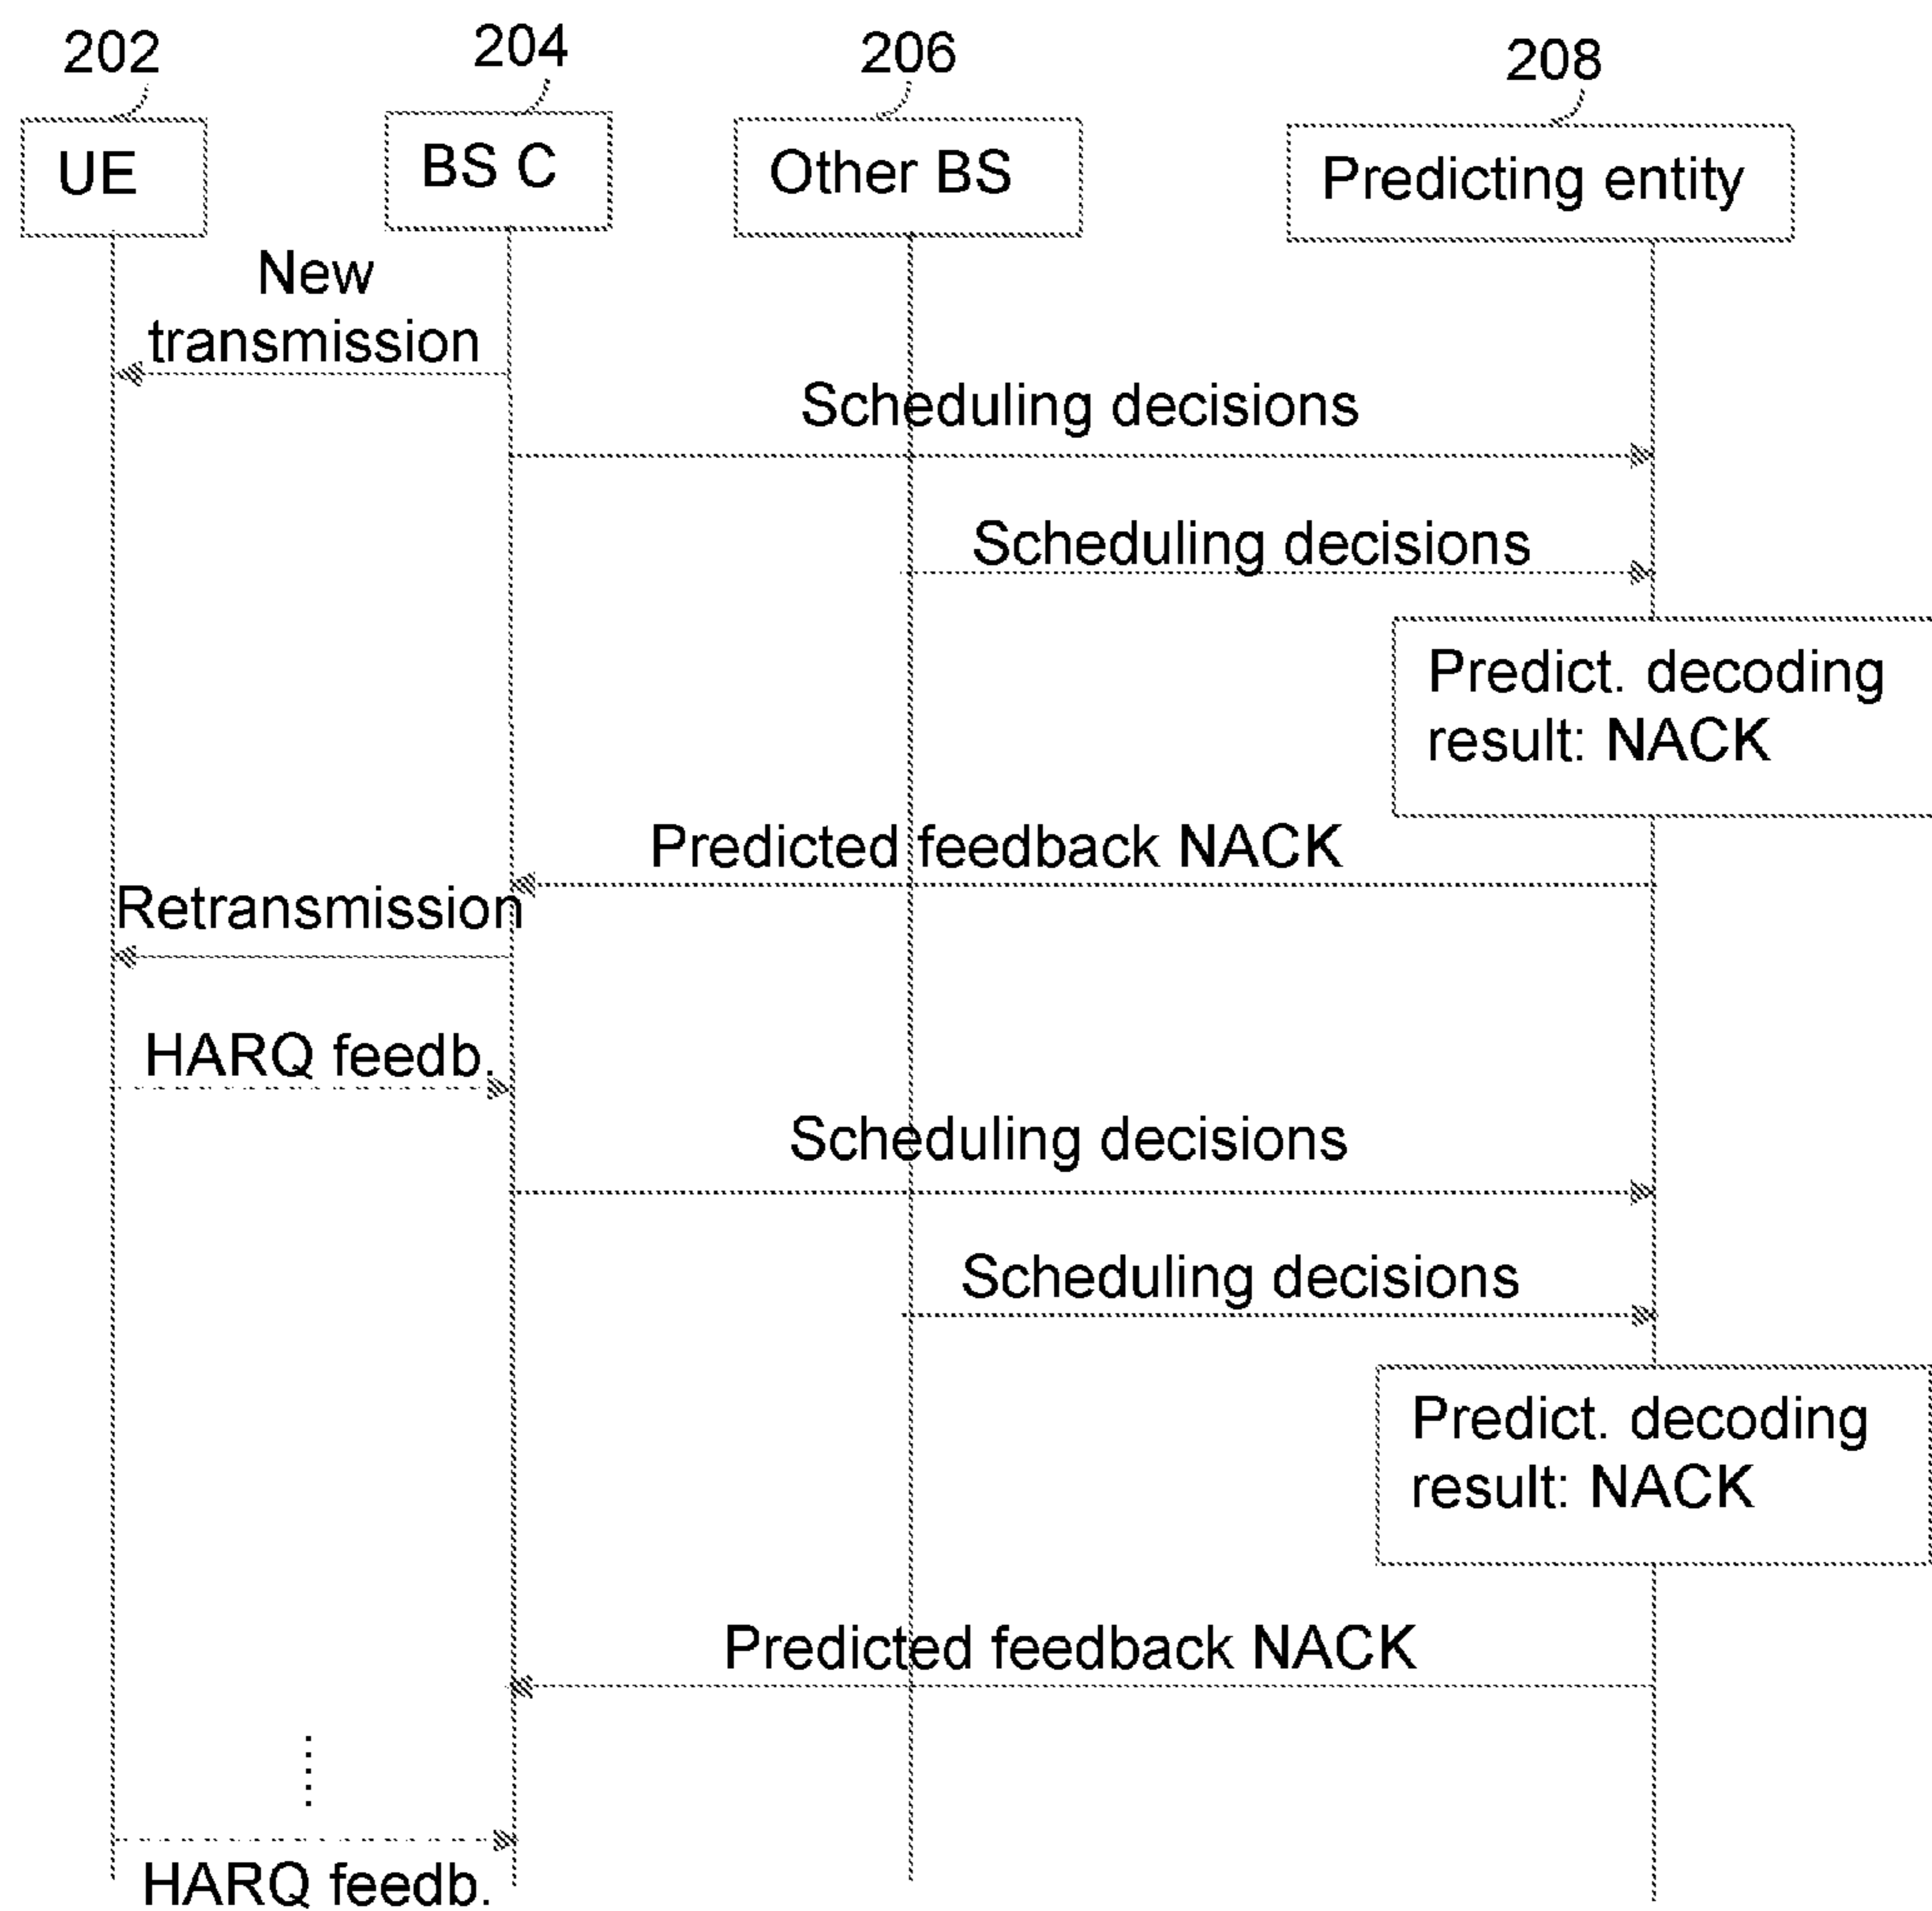 202
204
206
208
UE
BS C
Other BS
Predicting entity
New
transmission
Scheduling decisions
Scheduling decisions
Predict. decoding
result: NACK
Predicted feedback NACK
Retransmission
HARQ feedb.
Scheduling decisions
Scheduling decisions
Predict. decoding
result: NACK
Predicted feedback NACK
HARQ feedb.